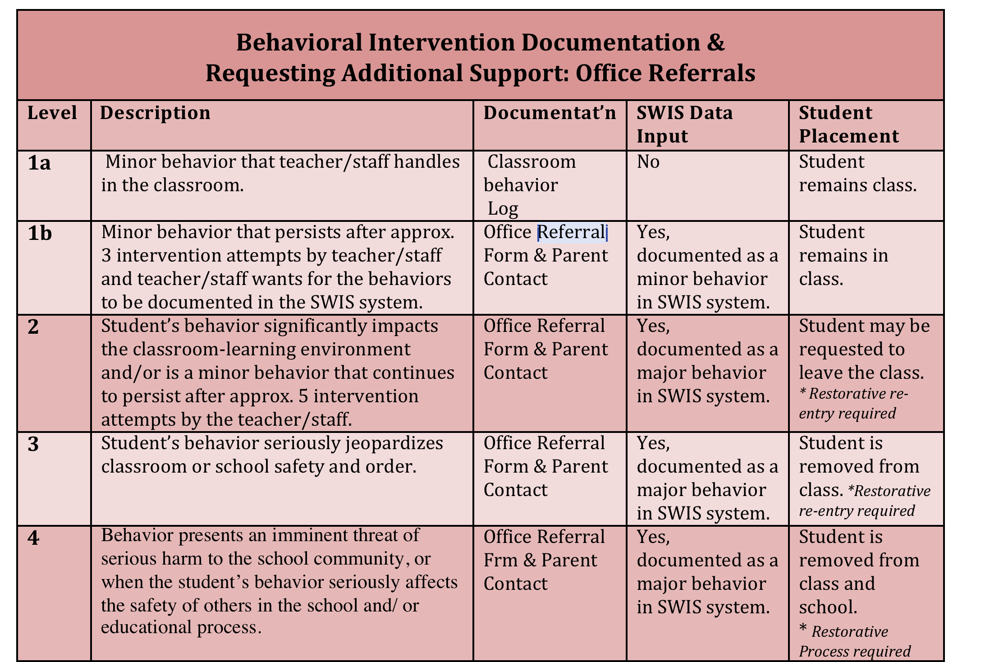 Behavioral Intervention Documentation &
Requesting Additional Support: Office Referrals
Level
Description
Documentat’n
SWIS Data
Input
Student
Placement
1a
Minor behavior that teacher/staff handles
in the classroom.
Classroom
behavior
Log
No
Student
remains class.
1b
Minor behavior that persists after approx.
3 intervention attempts by teacher/staff
and teacher/staff wants for the behaviors
to be documented in the SWIS system.
Office Referral
Form & Parent
Contact
Yes,
documented as a
minor behavior
in SWIS system.
Student
remains in
class.
2
Student’s behavior significantly impacts
the classroom-learning environment
and/or is a minor behavior that continues
to persist after approx. 5 intervention
attempts by the teacher/staff.
Office Referral
Form & Parent
Contact
Yes,
documented as a
major behavior
in SWIS system.
Student may be
requested to
leave the class.
* Restorative re-
entry required
3
Student’s behavior seriously jeopardizes
classroom or school safety and order.
Office Referral
Form & Parent
Contact
Yes,
documented as a
major behavior
in SWIS system.
Student is
removed from
class. *Restorative
re-entry required
4
Behavior presents an imminent threat of
serious harm to the school community, or
when the student’s behavior seriously affects
the safety of others in the school and/ or
educational process.
Office Referral
Frm & Parent
Contact
Yes,
documented as a
major behavior
in SWIS system.
Student is
removed from
class and
school.
* Restorative
Process required